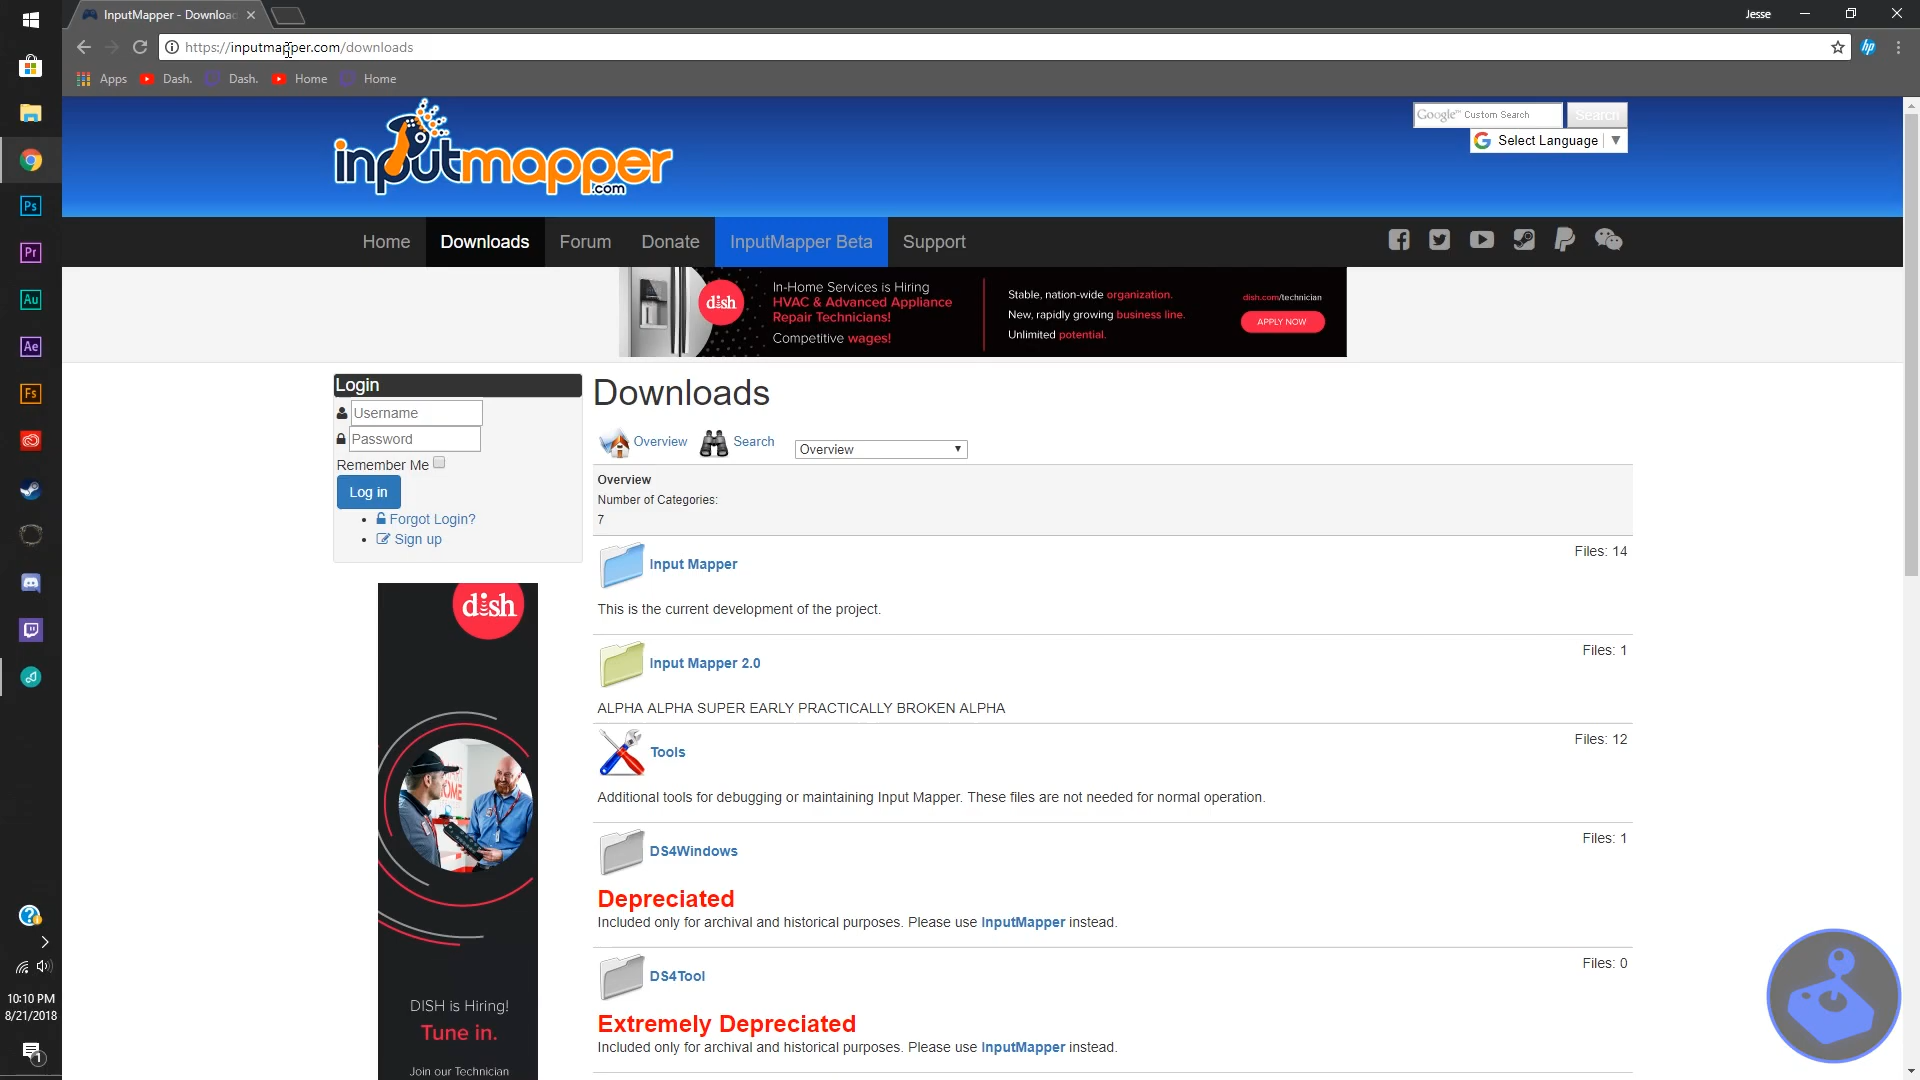 InputMapper - Downloa
Jesse
https://inputmapper.com/downloads
hp
Apps
Dash.
Dash.
Home
Home
Google™ Custom Search
Search
Select Language
inputmapper
.com
Home
Downloads
Forum
Donate
InputMapper Beta
Support
dish
In-Home Services is Hiring
HVAC & Advanced Appliance
Repair Technicians!
Competitive wages!
Stable, nation-wide organization.
New, rapidly growing business line.
Unlimited potential.
dish.com/technician
APPLY NOW
Login
Username
Password
Remember Me
Log in
Forgot Login?
Sign up
dish
DISH is Hiring!
Tune in.
Join our Technician
Downloads
Overview
Search
Overview
Overview
Number of Categories:
7
Input Mapper
Files: 14
This is the current development of the project.
Input Mapper 2.0
Files: 1
ALPHA ALPHA SUPER EARLY PRACTICALLY BROKEN ALPHA
Tools
Files: 12
Additional tools for debugging or maintaining Input Mapper. These files are not needed for normal operation.
DS4Windows
Files: 1
Depreciated
Included only for archival and historical purposes. Please use InputMapper instead.
DS4Tool
Files: 0
Extremely Depreciated
Included only for archival and historical purposes. Please use InputMapper instead.
Ps
Pr
Au
Ae
Fs
10:10 PM
8/21/2018
1